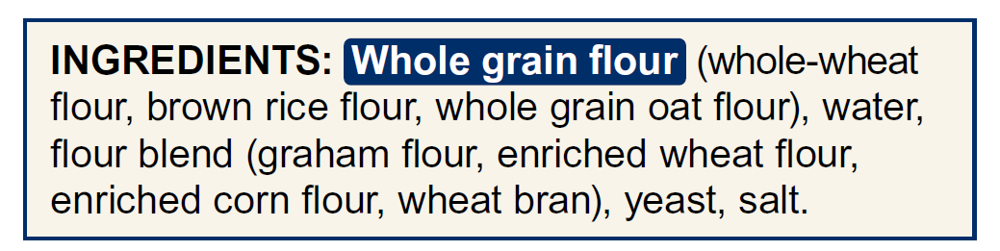 INGREDIENTS: Whole grain flour (whole-wheat
flour, brown rice flour, whole grain oat flour), water,
flour blend (graham flour, enriched wheat flour,
enriched corn flour, wheat bran), yeast, salt.